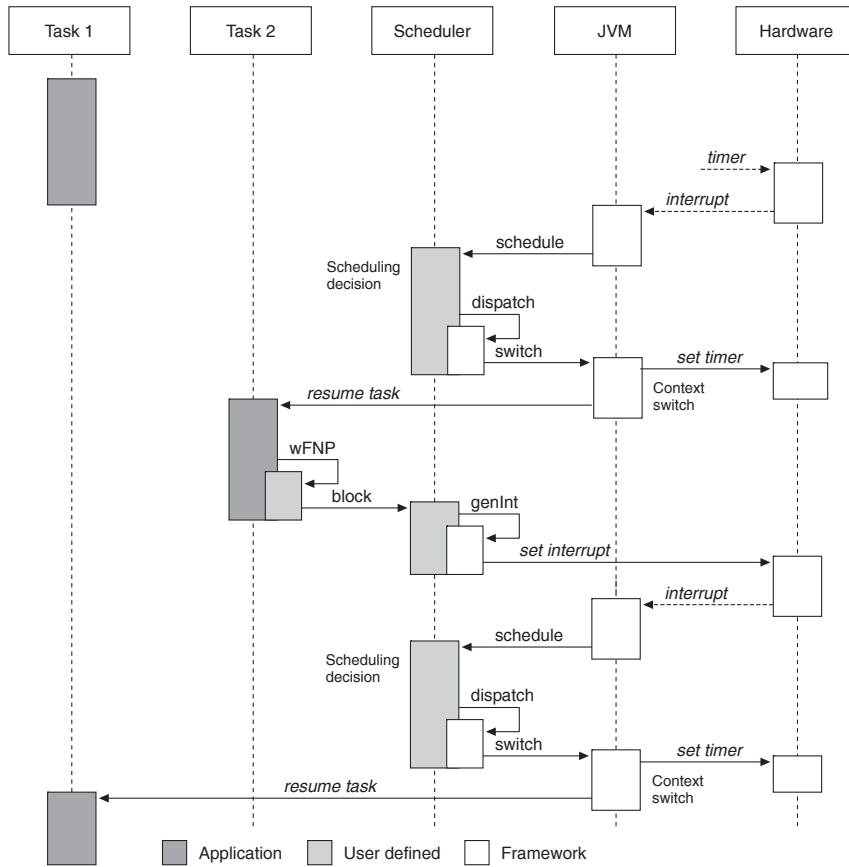 Task 1
Task 2
Scheduler
JVM
Hardware
timer
interrupt
schedule
Scheduling
decision
dispatch
switch
set timer
Context
switch
resume task
wFNP
block
genInt
set interrupt
interrupt
schedule
Scheduling
decision
dispatch
switch
set timer
Context
switch
resume task
Application
User defined
Framework